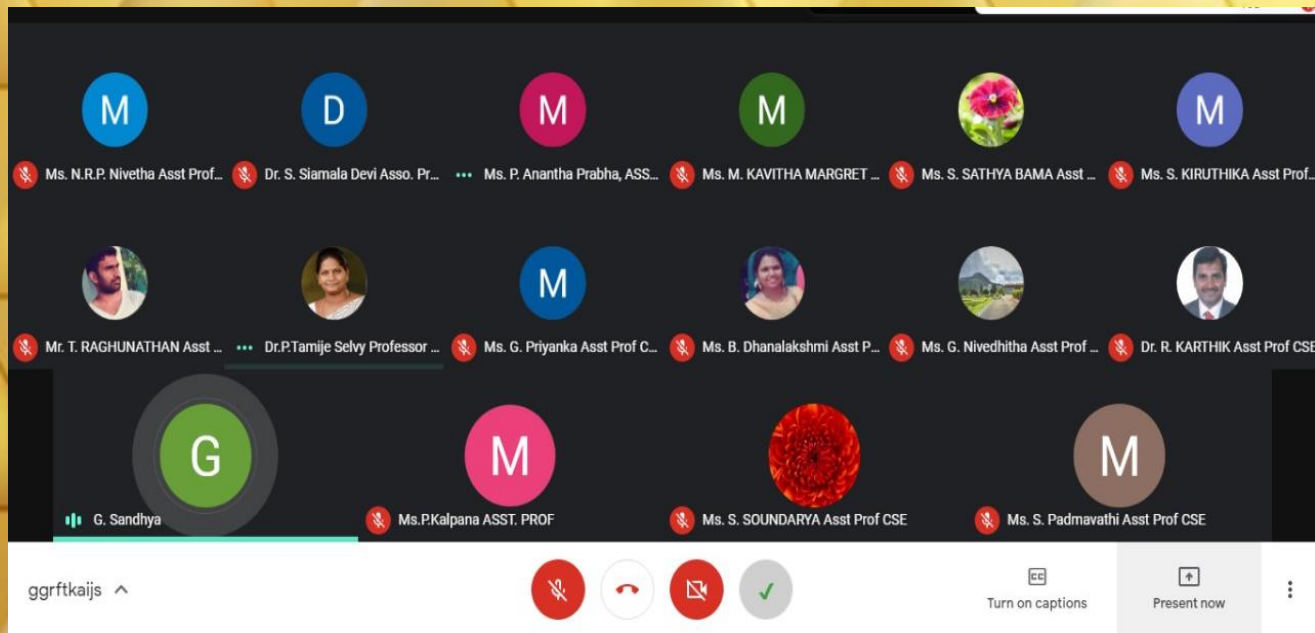 M D M M M
Ms. N.R.P. Nivetha Asst Prof... Dr. S. Siamala Devi Asso. Pr... Ms. P. Anantha Prabha, ASS... Ms. M. KAVITHA MARGRET ... Ms. S. SATHYA BAMA Asst ... Ms. S. KIRUTHIKA Asst Prof...
M
Mr. T. RAGHUNATHAN Asst ... Dr.P.Tamije Selvy Professor ... Ms. G. Priyanka Asst Prof C... Ms. B. Dhanalakshmi Asst P... Ms. G. Nivedhitha Asst Prof ... Dr. R. KARTHIK Asst Prof CSE
G M M
G. Sandhya Ms.P.Kalpana ASST. PROF Ms. S. SOUNDARYA Asst Prof CSE Ms. S. Padmavathi Asst Prof CSE
ggrftkaijs CC
Turn on captions Present now